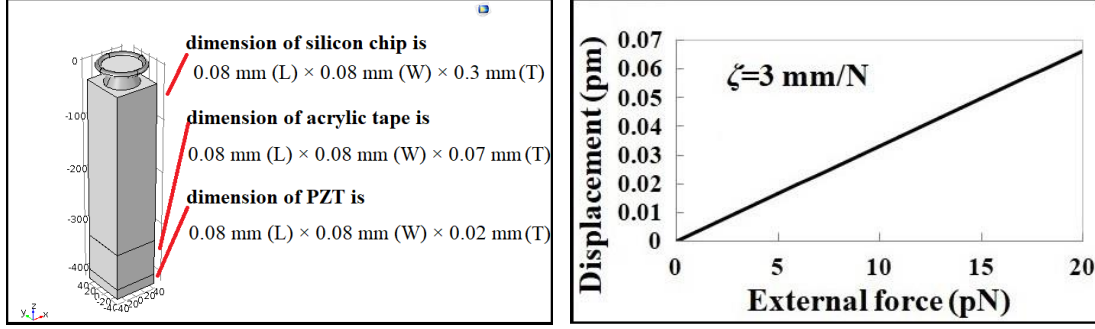 dimension of silicon chip is
0.08 mm (L) × 0.08 mm (W) × 0.3 mm (T)
dimension of acrylic tape is
0.08 mm (L) × 0.08 mm (W) × 0.07 mm (T)
dimension of PZT is
0.08 mm (L) × 0.08 mm (W) × 0.02 mm (T)
0
-100
-200
-300
-400
y z x
Displacement (pm)
0.07
0.06
0.05
0.04
0.03
0.02
0.01
0
ζ=3 mm/N
0 5 10 15 20
External force (pN)